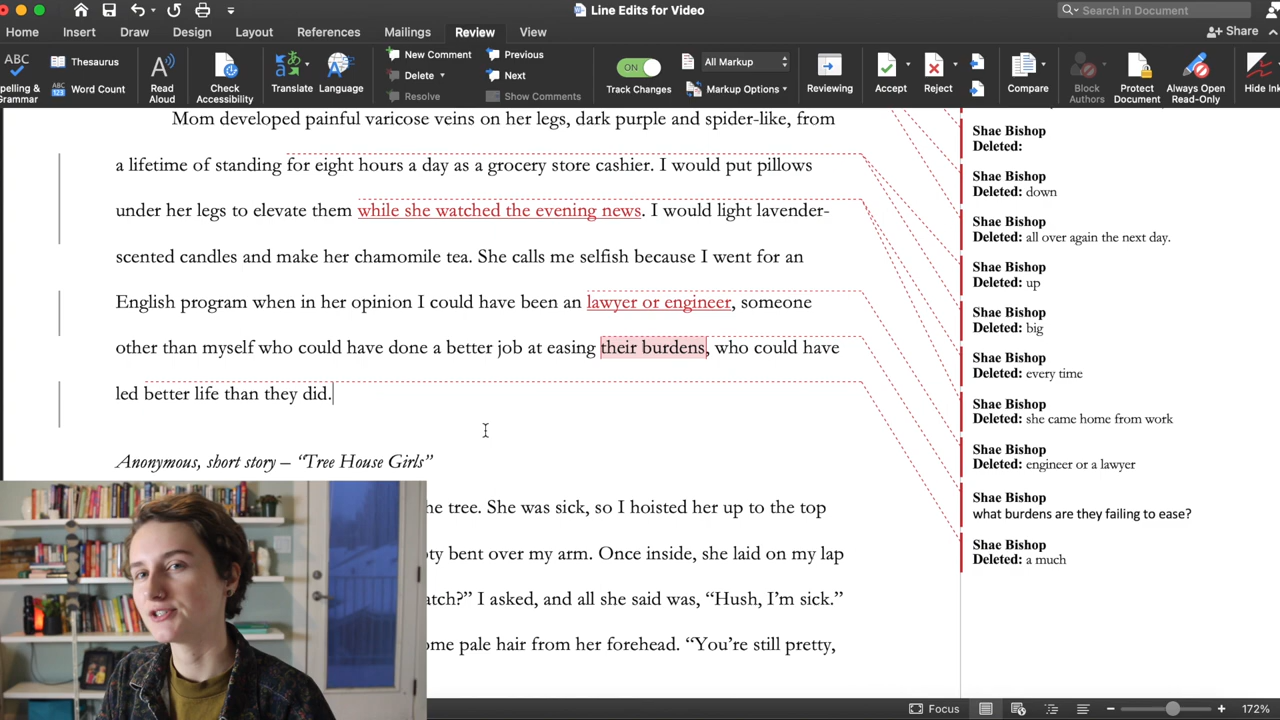 Line Edits for Video
Search in Document
Home Insert Draw Design Layout References Mailings Review View
Share
ABC
Spelling & Grammar
Thesaurus
ABC 123 Word Count
A
Read Aloud
Check Accessibility
Translate
Language
New Comment
Delete
Resolve
Previous
Next
Show Comments
ON
Track Changes
All Markup
Markup Options
Reviewing
Accept
Reject
Compare
Block Authors
Protect Document
Always Open Read-Only
Hide Ink
Mom developed painful varicose veins on her legs, dark purple and spider-like, from
a lifetime of standing for eight hours a day as a grocery store cashier. I would put pillows
under her legs to elevate them while she watched the evening news. I would light lavender-
scented candles and make her chamomile tea. She calls me selfish because I went for an
English program when in her opinion I could have been an lawyer or engineer, someone
other than myself who could have done a better job at easing their burdens, who could have
led better life than they did.
Anonymous, short story – “Tree House Girls”
he tree. She was sick, so I hoisted her up to the top
ty bent over my arm. Once inside, she laid on my lap
atch?” I asked, and all she said was, “Hush, I’m sick.”
ome pale hair from her forehead. “You’re still pretty,
Shae Bishop
Deleted:
Shae Bishop
Deleted: down
Shae Bishop
Deleted: all over again the next day.
Shae Bishop
Deleted: up
Shae Bishop
Deleted: big
Shae Bishop
Deleted: every time
Shae Bishop
Deleted: she came home from work
Shae Bishop
Deleted: engineer or a lawyer
Shae Bishop
what burdens are they failing to ease?
Shae Bishop
Deleted: a much
Focus
172%